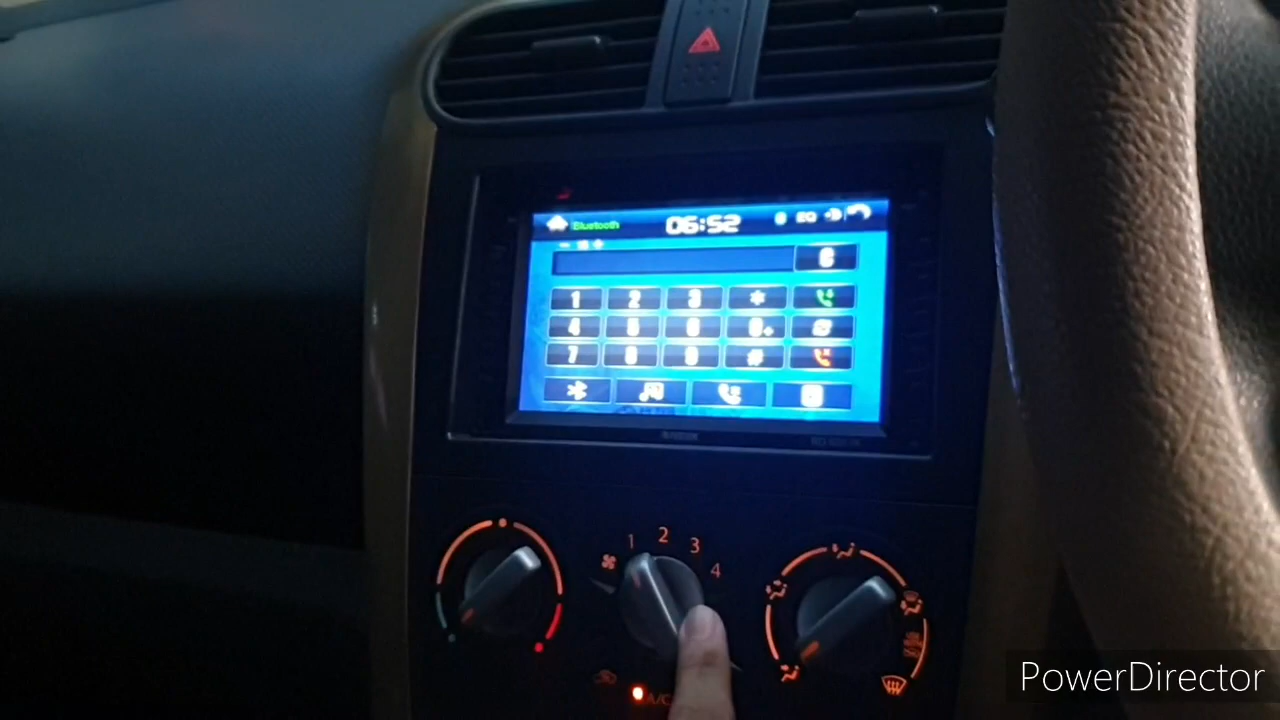 Bluetooth 06:52 EQ
C
1 2 3 *
4 5 6 0+
7 8 9 #
1 2 3 4
A/C
PowerDirector